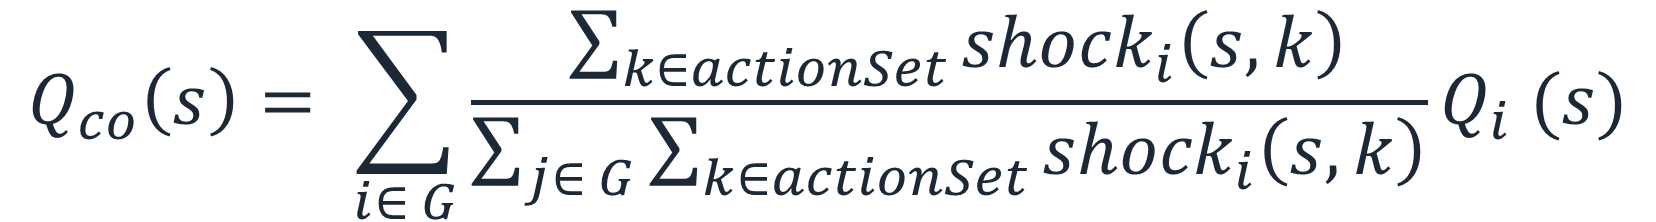 Q_{co}(s) = \sum_{i \in G} \frac{\sum_{k \in actionSet} shock_i(s, k)}{\sum_{j \in G} \sum_{k \in actionSet} shock_i(s, k)} Q_i (s)